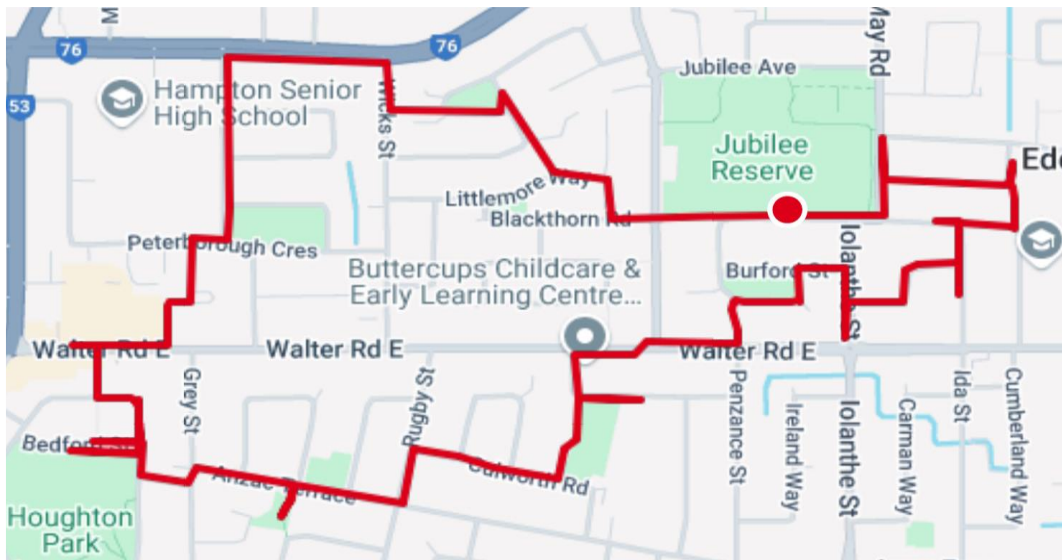 M
76
76
Jubilee Ave
May Rd
53
Hampton Senior
High School
Wicks St
Jubilee
Reserve
Ede
Littlemore Way
Blackthorn Rd
Peterborough Cres
Iolanthe St
Buttercups Childcare &
Early Learning Centre...
Burford St
Walter Rd E
Walter Rd E
Walter Rd E
Grey St
Rugby St
Penzance St
Ireland Way
Iolanthe St
Carman Way
Ida St
Cumberland Way
Bedford St
Anzac Terrace
Culworth Rd
Houghton
Park